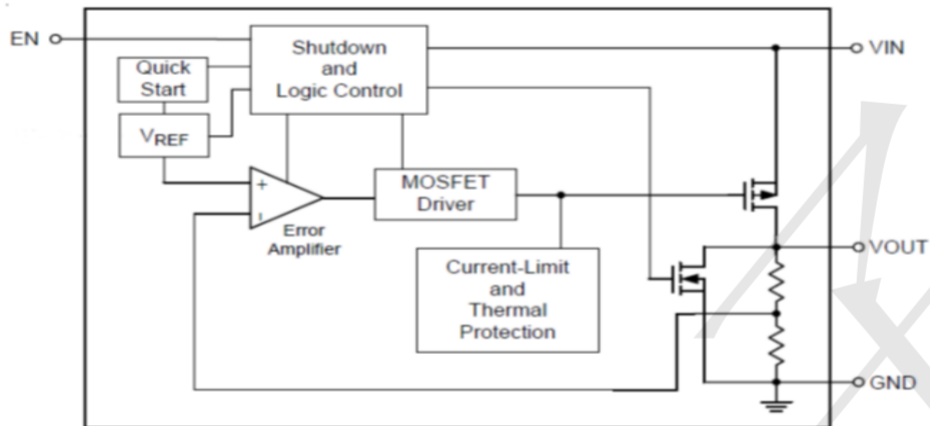 EN
Shutdown
and
Logic Control
VIN
Quick
Start
VREF
+
Error
Amplifier
MOSFET
Driver
Current-Limit
and
Thermal
Protection
VOUT
GND